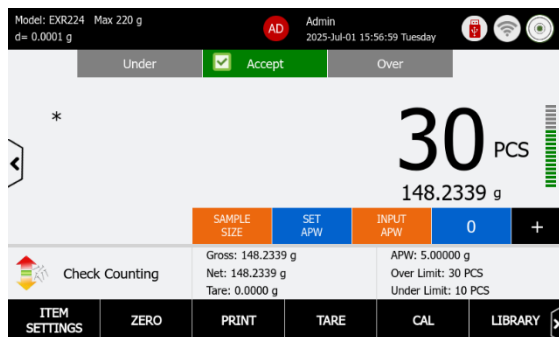 Model: EXR224 Max 220 g
d= 0.0001 g
AD
Admin
2025-Jul-01 15:56:59 Tuesday
Under
Accept
Over
*
30 PCS
148.2339 g
SAMPLE
SIZE
SET
APW
INPUT
APW
0
+
Check Counting
Gross: 148.2339 g
Net: 148.2339 g
Tare: 0.0000 g
APW: 5.00000 g
Over Limit: 30 PCS
Under Limit: 10 PCS
ITEM
SETTINGS
ZERO
PRINT
TARE
CAL
LIBRARY